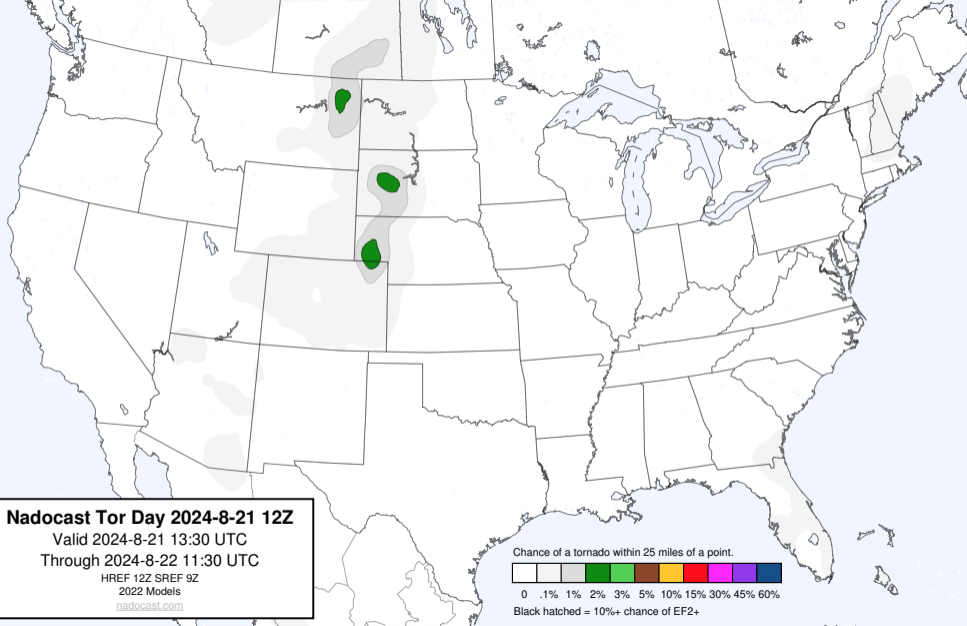 Nadocast Tor Day 2024-8-21 12Z
Valid 2024-8-21 13:30 UTC
Through 2024-8-22 11:30 UTC
HREF 12Z SREF 9Z
2022 Models
nadocast.com
Chance of a tornado within 25 miles of a point.
0 .1% 1% 2% 3% 5% 10% 15% 30% 45% 60%
Black hatched = 10%+ chance of EF2+